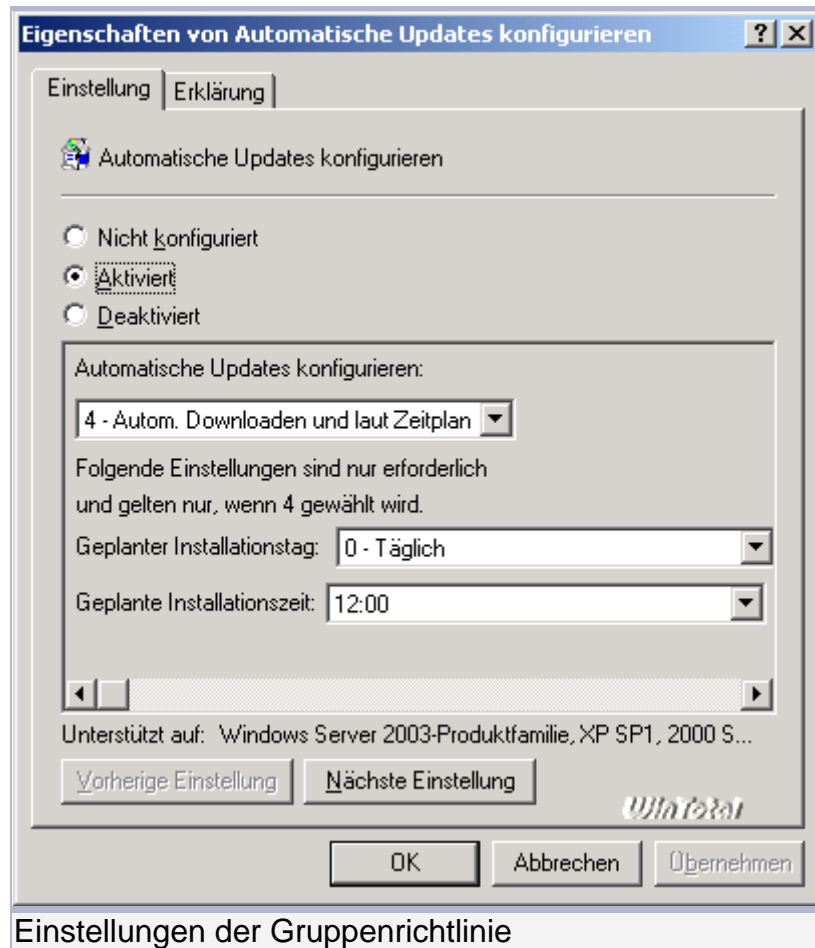 Eigenschaften von Automatische Updates konfigurieren
Einstellung
Erklärung
Automatische Updates konfigurieren
Nicht konfiguriert
Aktiviert
Deaktiviert
Automatische Updates konfigurieren:
4 - Autom. Downloaden und laut Zeitplan
Folgende Einstellungen sind nur erforderlich
und gelten nur, wenn 4 gewählt wird.
Geplanter Installationstag: 0 - Täglich
Geplante Installationszeit: 12:00
Unterstützt auf: Windows Server 2003-Produktfamilie, XP SP1, 2000 S...
Vorherige Einstellung
Nächste Einstellung
WinTotal
OK
Abbrechen
Übernehmen
Einstellungen der Gruppenrichtlinie